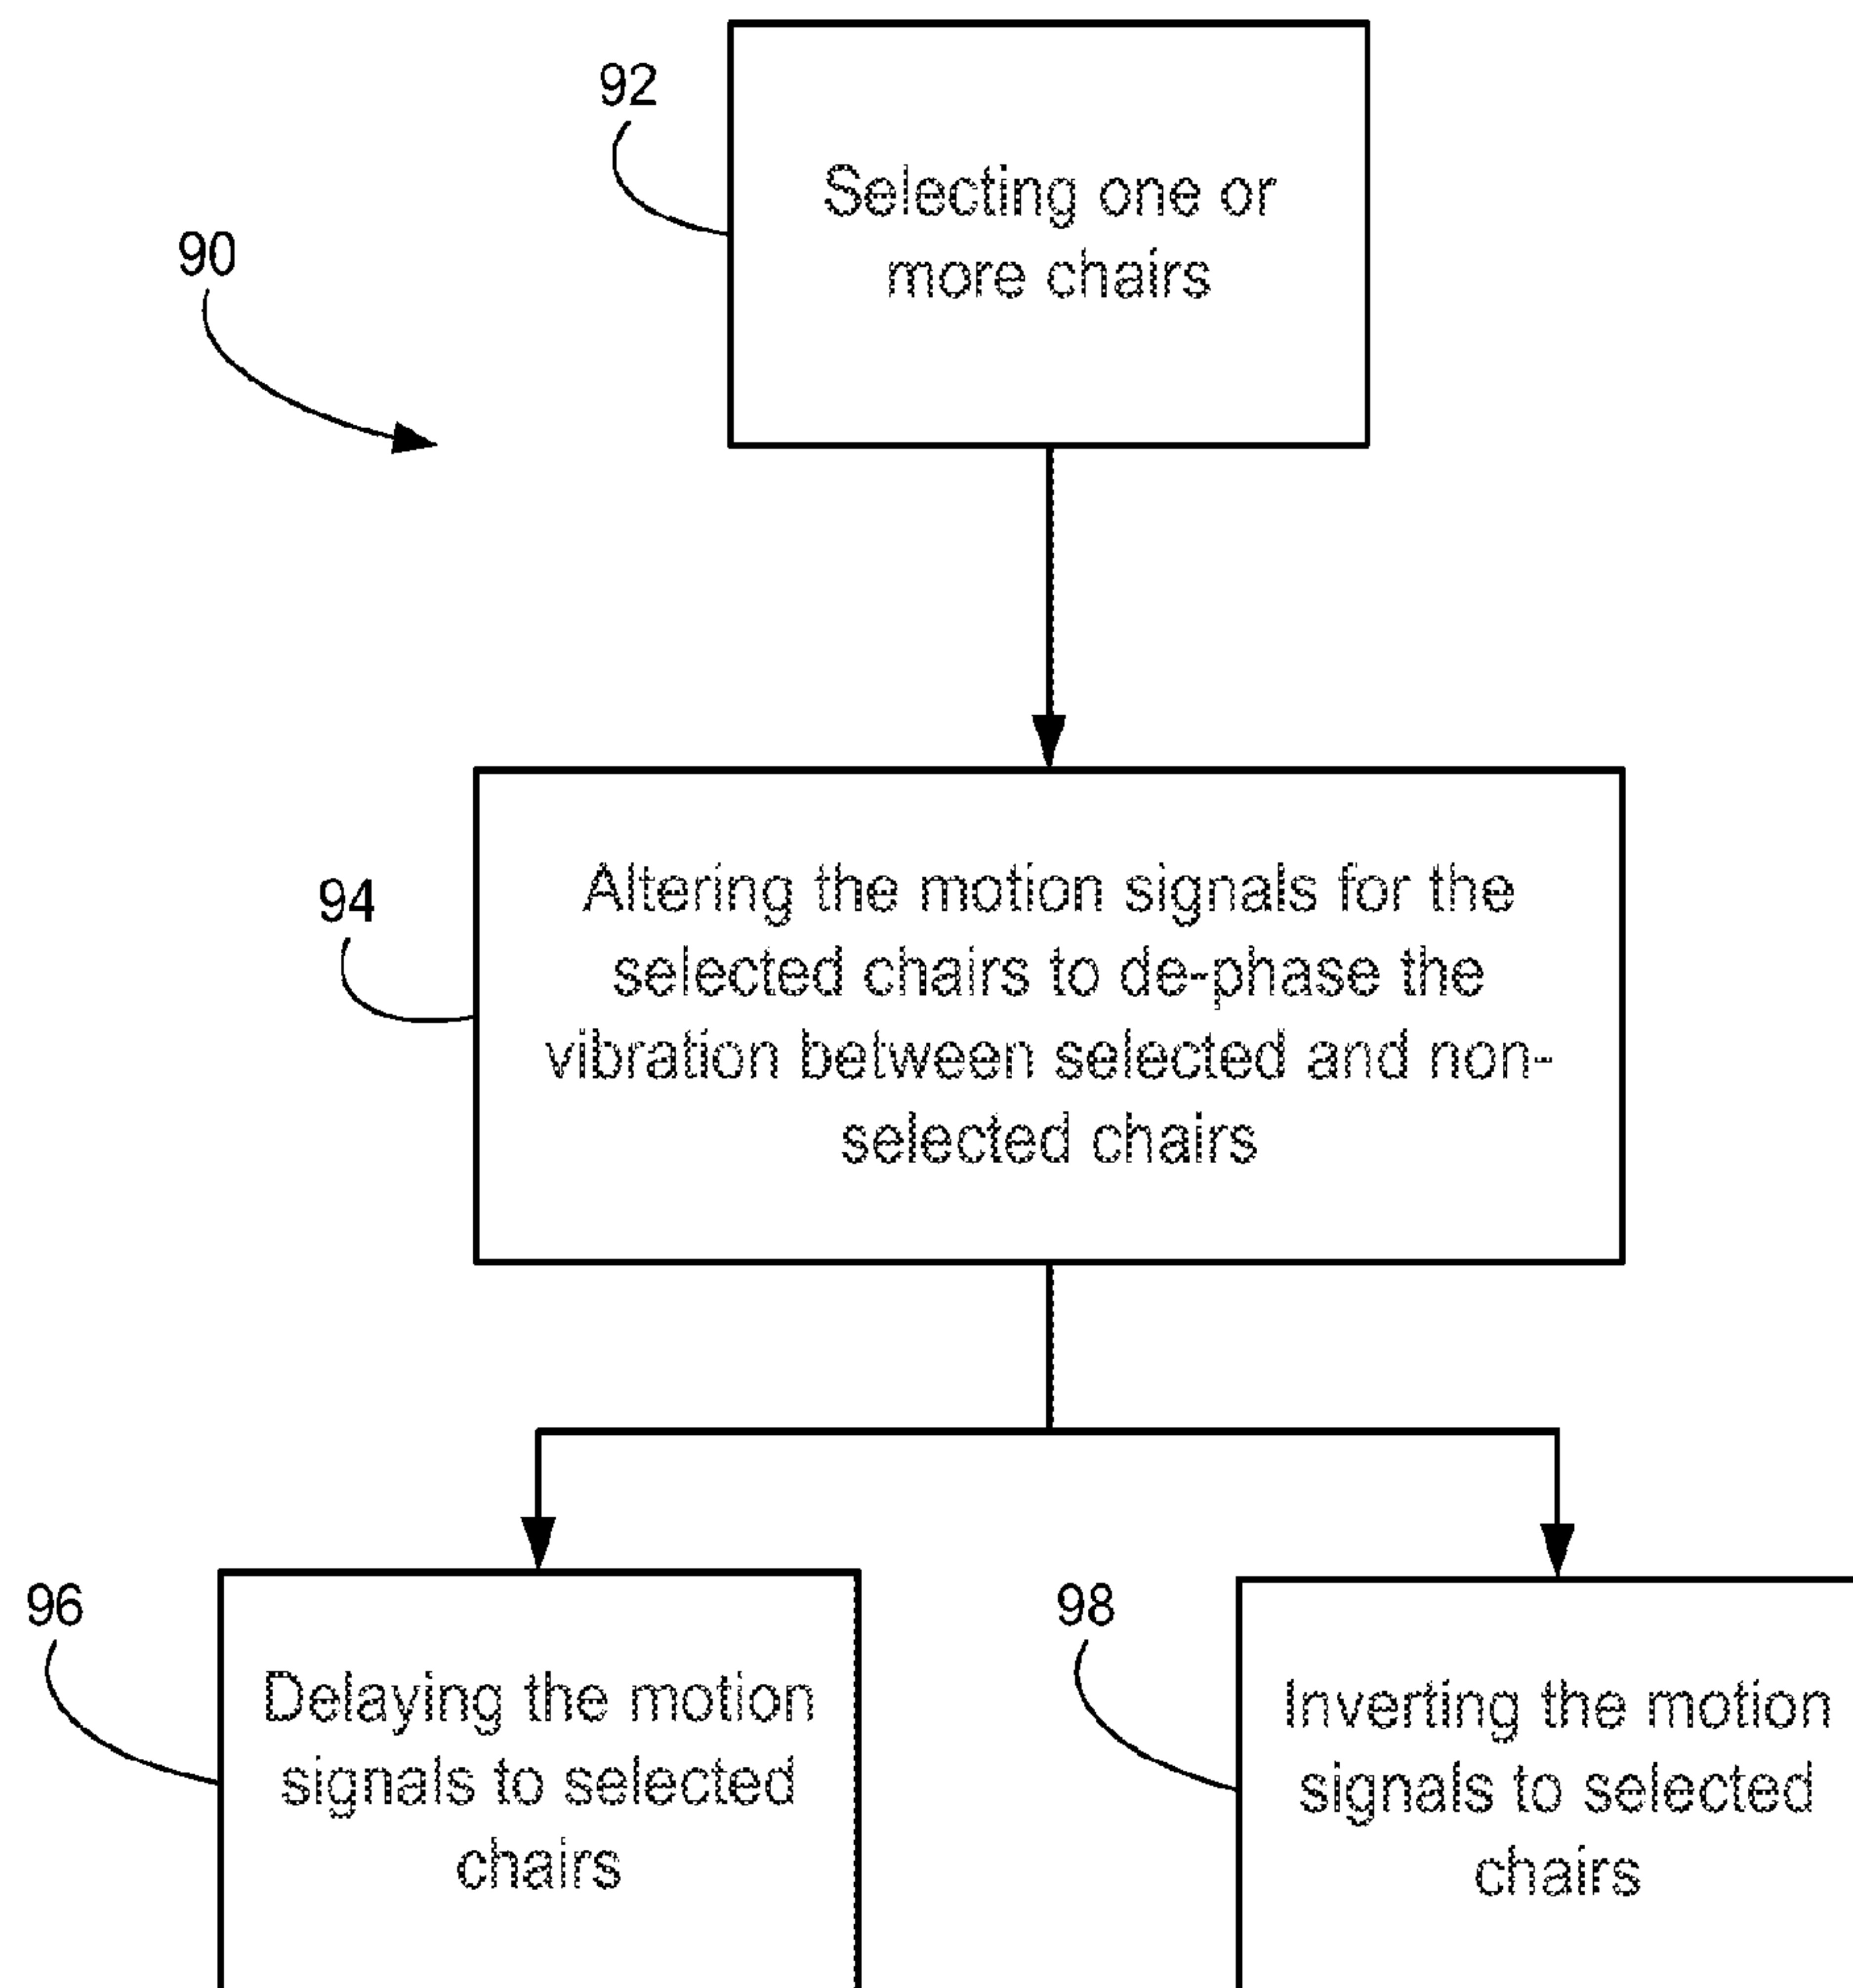 92
Selecting one or
more chairs
90
94
Altering the motion signals for the
selected chairs to de-phase the
vibration between selected and non-
selected chairs
96
Delaying the motion
signals to selected
chairs
98
Inverting the motion
signals to selected
chairs